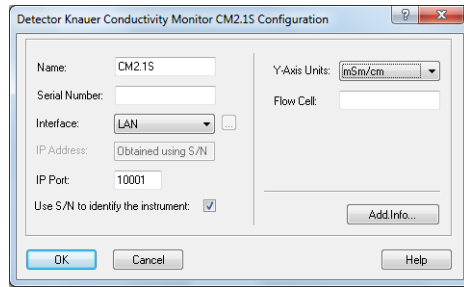 Detector Knauer Conductivity Monitor CM2.1S Configuration
Name: CM2.1S
Serial Number:
Interface: LAN ...
IP Address: Obtained using S/N
IP Port: 10001
Use S/N to identify the instrument:
Y-Axis Units: mSm/cm
Flow Cell:
Add.Info...
OK Cancel Help